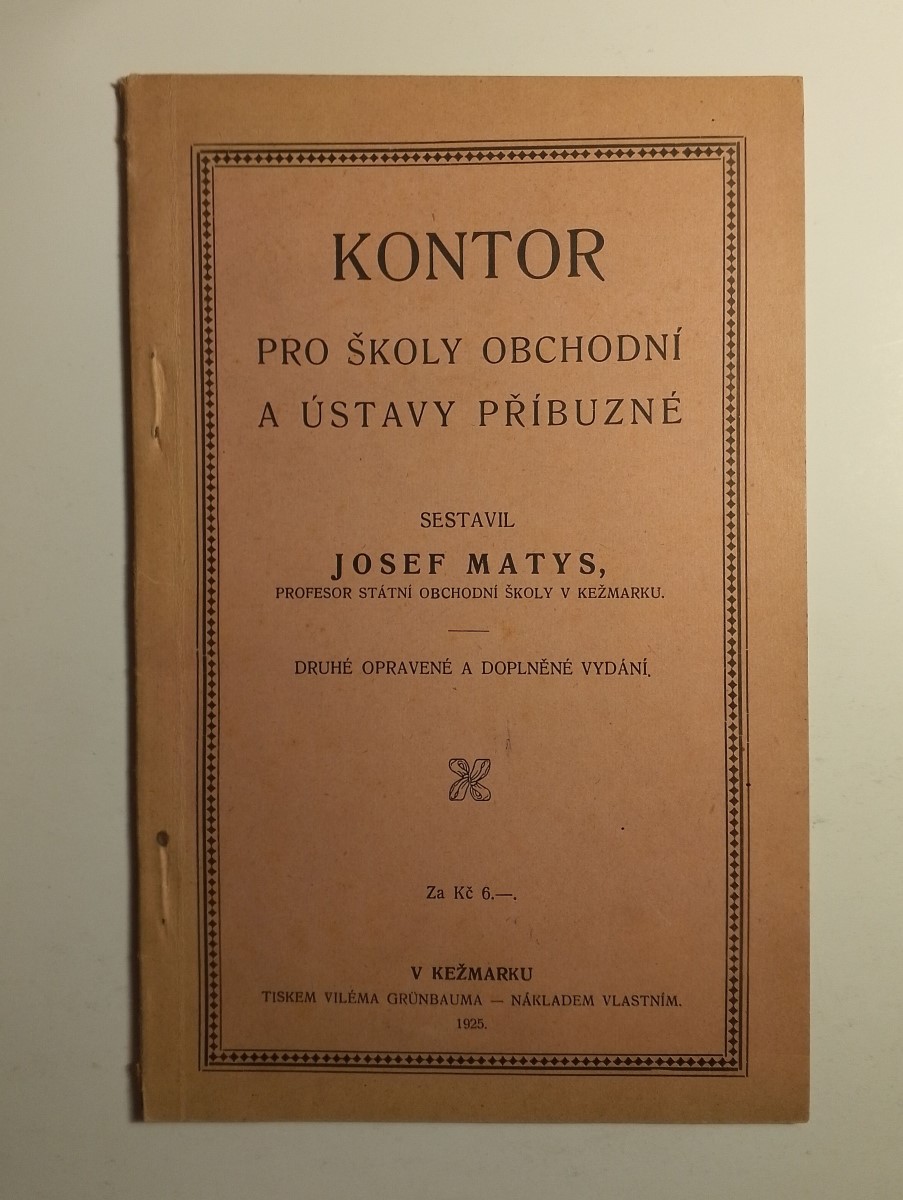 KONTOR
PRO ŠKOLY OBCHODNÍ
A ÚSTAVY PŘÍBUZNÉ
SESTAVIL
JOSEF MATYS,
PROFESOR STÁTNÍ OBCHODNÍ ŠKOLY V KEŽMARKU.
DRUHÉ OPRAVENÉ A DOPLNĚNÉ VYDÁNÍ.
Za Kč 6.—.
V KEŽMARKU
TISKEM VILÉMA GRÜNBAUMA — NÁKLADEM VLASTNÍM.
1925.